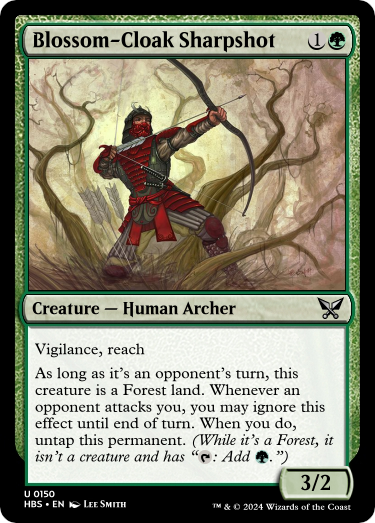 Blossom-Cloak Sharpshot 1
Creature — Human Archer
Vigilance, reach
As long as it's an opponent's turn, this
creature is a Forest land. Whenever an
opponent attacks you, you may ignore this
effect until end of turn. When you do,
untap this permanent. (While it's a Forest, it
isn't a creature and has “: Add .”)
3/2
U 0150
HBS • EN Lee Smith
™ & © 2024 Wizards of the Coast